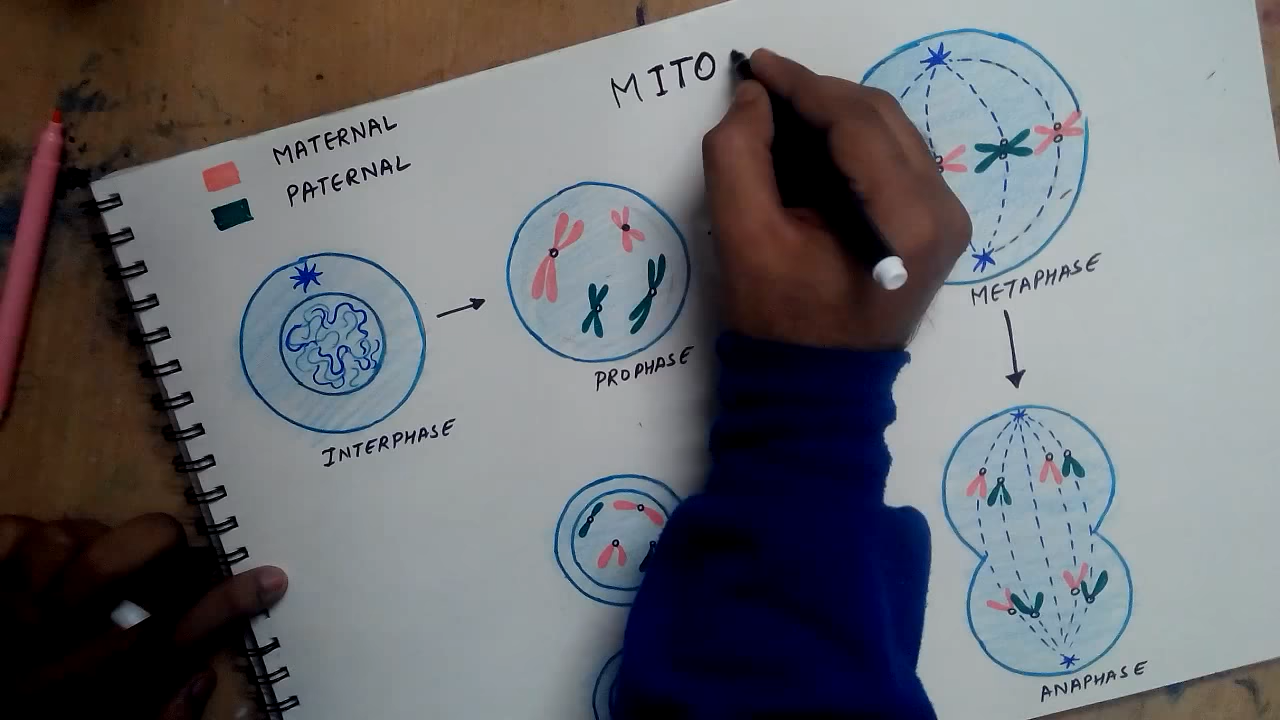 MITO
MATERNAL
PATERNAL
INTERPHASE
PROPHASE
METAPHASE
ANAPHASE